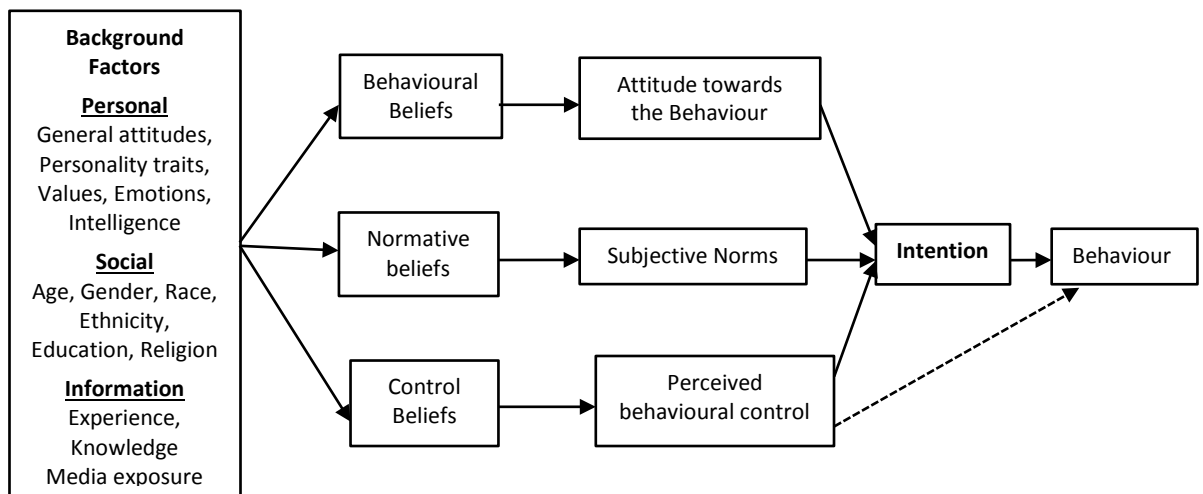 Background
Factors
Personal
General attitudes,
Personality traits,
Values, Emotions,
Intelligence
Social
Age, Gender, Race,
Ethnicity,
Education, Religion
Information
Experience,
Knowledge
Media exposure
Behavioural
Beliefs
Attitude towards
the Behaviour
Normative
beliefs
Subjective Norms
Intention
Behaviour
Control
Beliefs
Perceived
behavioural control